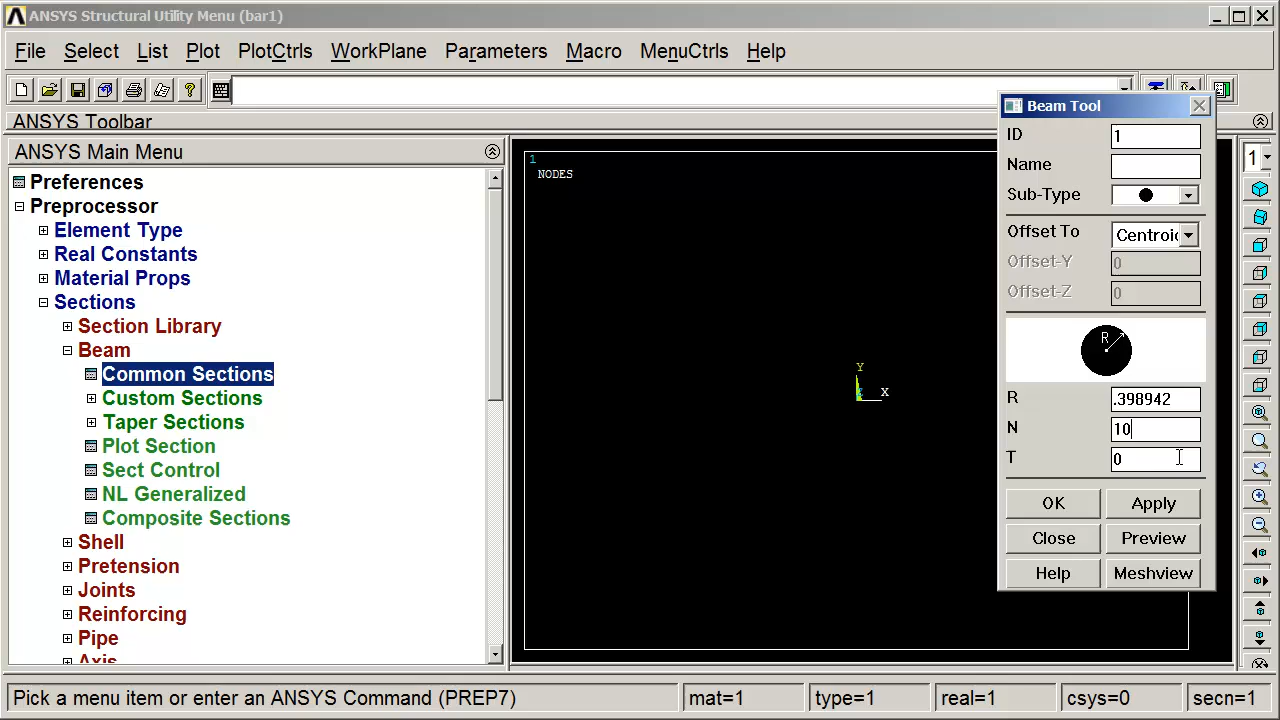 ANSYS Structural Utility Menu (bar1)
File Select List Plot PlotCtrls WorkPlane Parameters Macro MenuCtrls Help
ANSYS Toolbar
ANSYS Main Menu
Preferences
Preprocessor
Element Type
Real Constants
Material Props
Sections
Section Library
Beam
Common Sections
Custom Sections
Taper Sections
Plot Section
Sect Control
NL Generalized
Composite Sections
Shell
Pretension
Joints
Reinforcing
Pipe
Axis
1
NODES
Y
X
Beam Tool
ID 1
Name
Sub-Type
Offset To Centroid
Offset-Y 0
Offset-Z 0
R
R .398942
N 10
T 0
OK Apply
Close Preview
Help Meshview
1
Pick a menu item or enter an ANSYS Command (PREP7) mat=1 type=1 real=1 csys=0 secn=1